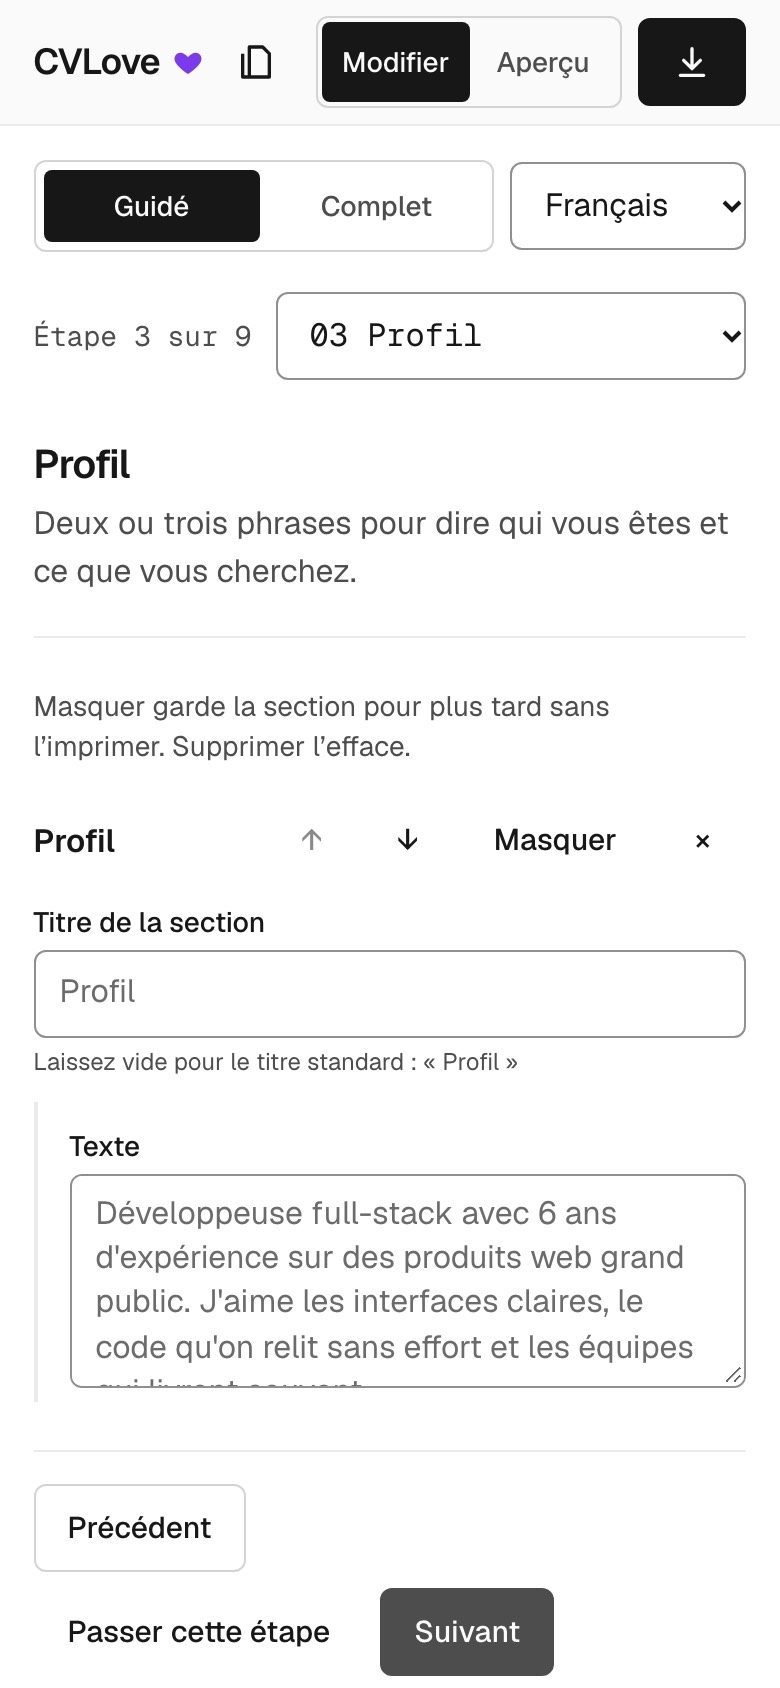 CVLove
Modifier
Aperçu
Guidé
Complet
Français
Étape 3 sur 9
03 Profil
Profil
Deux ou trois phrases pour dire qui vous êtes et
ce que vous cherchez.
Masquer garde la section pour plus tard sans
l’imprimer. Supprimer l’efface.
Profil
↑
↓
Masquer
×
Titre de la section
Profil
Laissez vide pour le titre standard : « Profil »
Texte
Développeuse full-stack avec 6 ans
d'expérience sur des produits web grand
public. J'aime les interfaces claires, le
code qu'on relit sans effort et les équipes
Précédent
Passer cette étape
Suivant